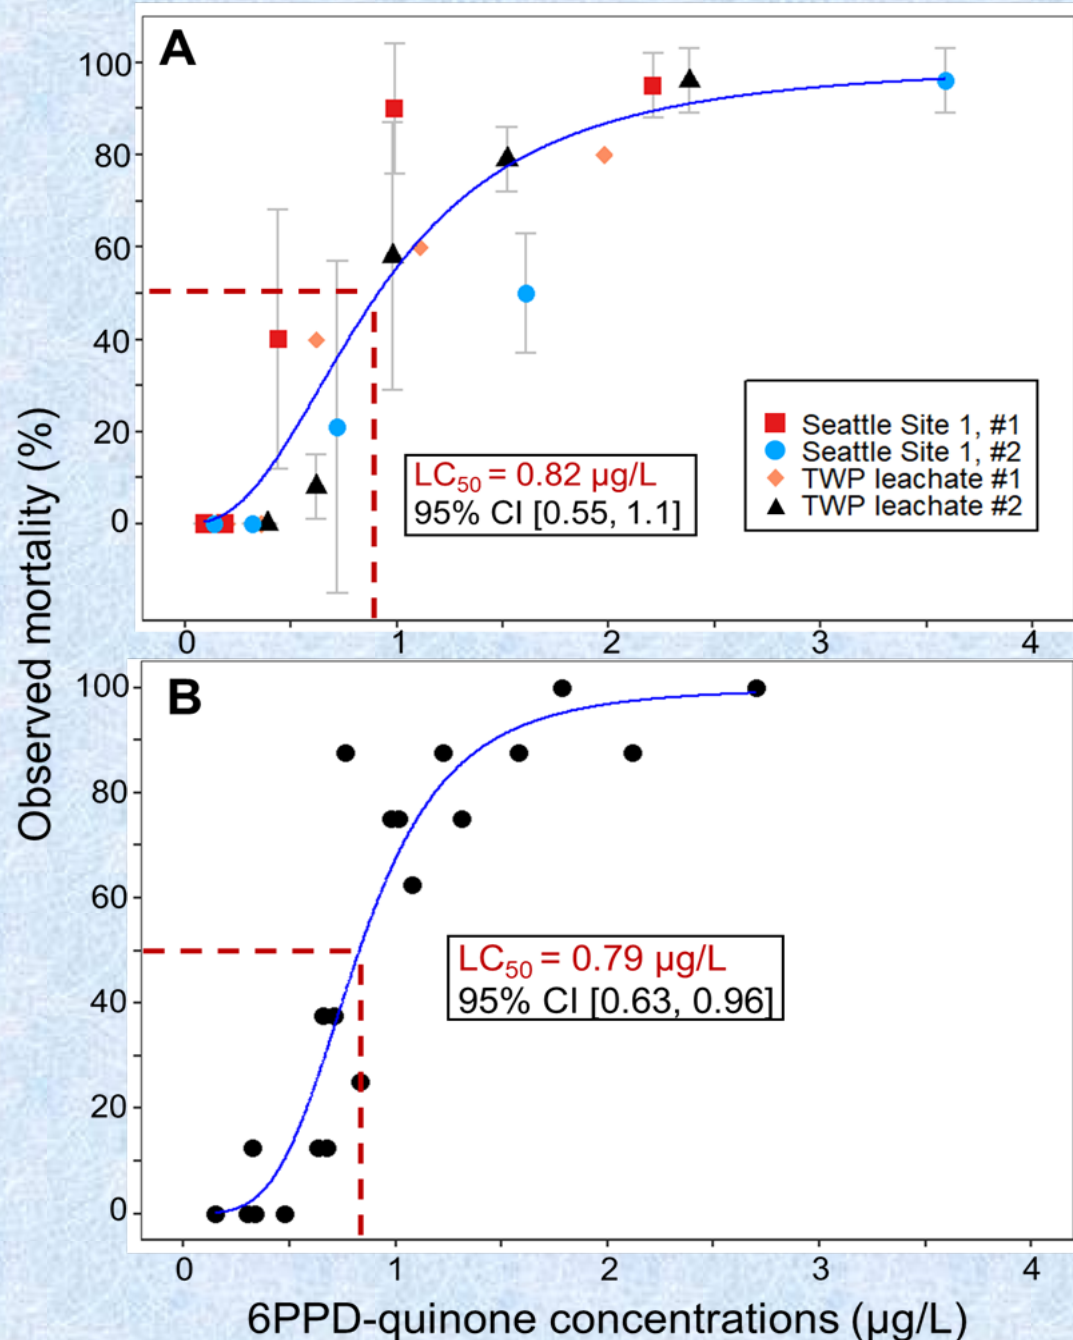 A
100
80
60
40
20
0
LC50 = 0.82 µg/L
95% CI [0.55, 1.1]
Seattle Site 1, #1
Seattle Site 1, #2
TWP leachate #1
TWP leachate #2
0 1 2 3 4
Observed mortality (%)
B
100
80
60
40
20
0
LC50 = 0.79 µg/L
95% CI [0.63, 0.96]
0 1 2 3 4
6PPD-quinone concentrations (µg/L)